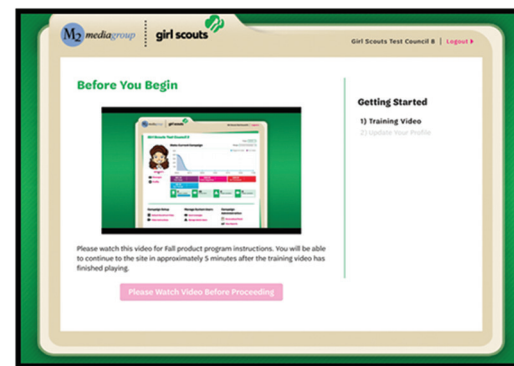 M2 mediagroup
girl scouts
Girl Scouts Test Council 8 | Logout
Before You Begin
Getting Started
1) Training Video
2) Update Your Profile
Please watch this video for Fall product program instructions. You will be able
to continue to the site in approximately 5 minutes after the training video has
finished playing.
Please Watch Video Before Proceeding